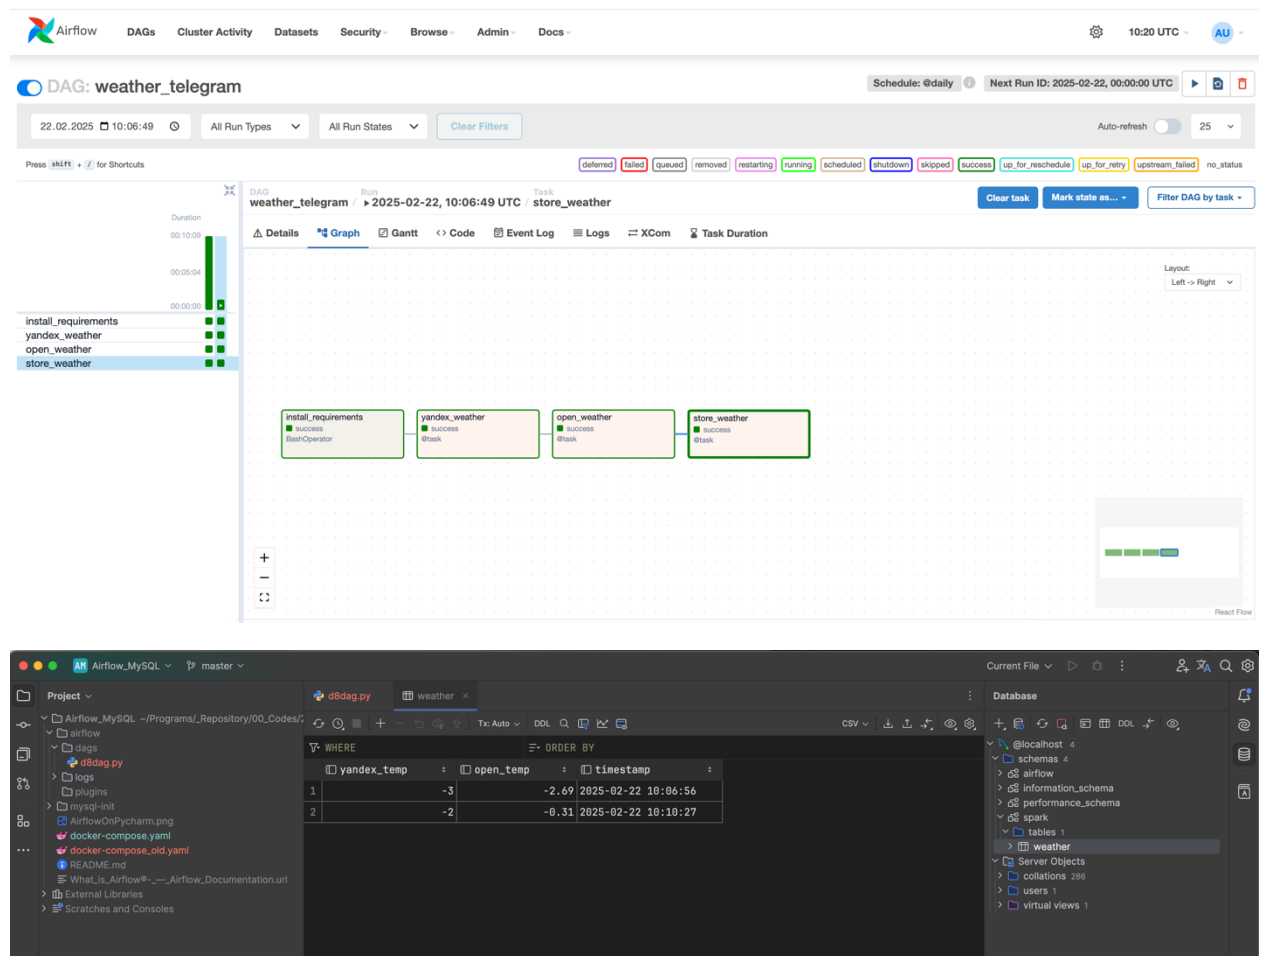 Airflow DAGs Cluster Activity Datasets Security Browse Admin Docs 10:20 UTC AU
DAG: weather_telegram Schedule: @daily Next Run ID: 2025-02-22, 00:00:00 UTC
22.02.2025 10:06:49 All Run Types All Run States Clear Filters Auto-refresh 25
Press shift + / for Shortcuts deferred failed queued removed restarting running scheduled shutdown skipped success up_for_reschedule up_for_retry upstream_failed no_status
DAG Run Task
weather_telegram / 2025-02-22, 10:06:49 UTC / store_weather Clear task Mark state as... Filter DAG by task
Duration
00:10:09
00:05:04
00:00:00
install_requirements
yandex_weather
open_weather
store_weather
Details Graph Gantt <> Code Event Log Logs XCom Task Duration
Layout:
Left -> Right
install_requirements
success
BashOperator
yandex_weather
success
@task
open_weather
success
@task
store_weather
success
@task
+
−
React Flow
AM Airflow_MySQL master Current File
Project
Airflow_MySQL ~/Programs/_Repository/00_Codes/2
airflow
dags
d8dag.py
logs
plugins
mysql-init
AirflowOnPycharm.png
docker-compose.yaml
docker-compose_old.yaml
README.md
What_is_Airflow®-_—_Airflow_Documentation.url
External Libraries
Scratches and Consoles
d8dag.py weather ×
Tx: Auto DDL CSV
WHERE ORDER BY
yandex_temp open_temp timestamp
1 -3 -2.69 2025-02-22 10:06:56
2 -2 -0.31 2025-02-22 10:10:27
Database
DDL
@localhost 4
schemas 4
airflow
information_schema
performance_schema
spark
tables 1
weather
Server Objects
collations 286
users 1
virtual views 1